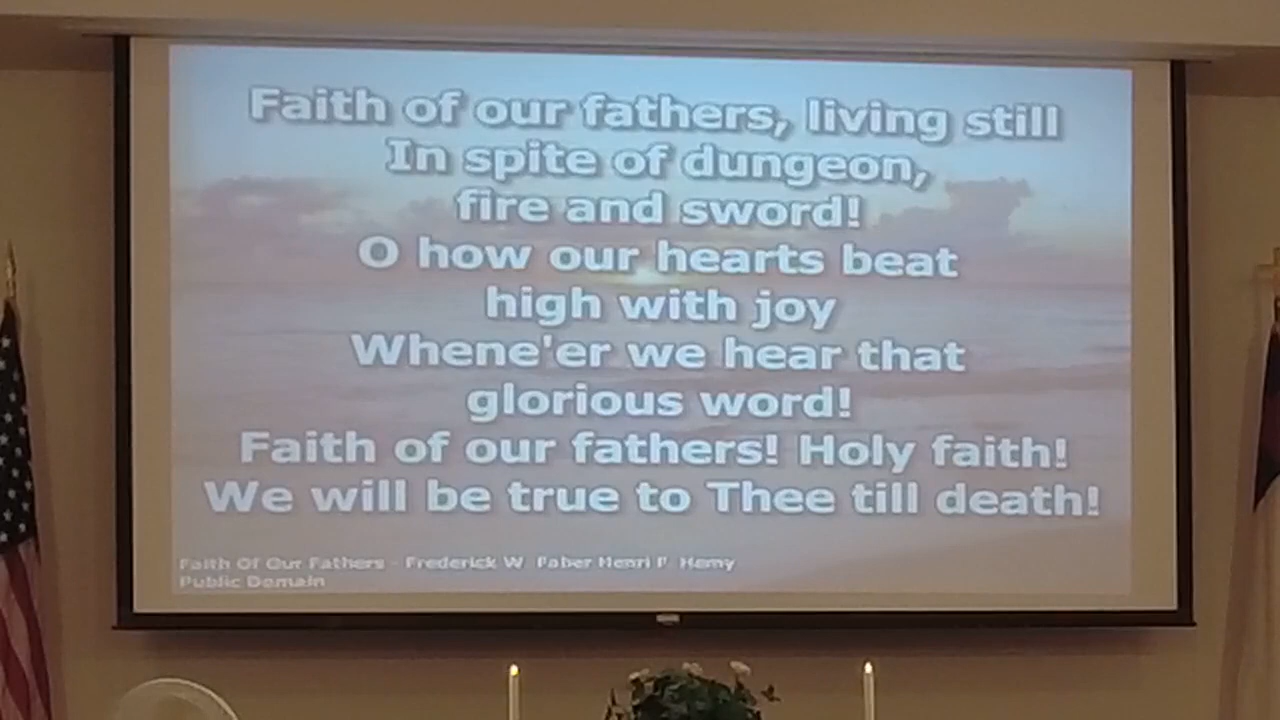 Faith of our fathers, living still
In spite of dungeon,
fire and sword!
O how our hearts beat
high with joy
Whene'er we hear that
glorious word!
Faith of our fathers! Holy faith!
We will be true to Thee till death!
Faith Of Our Fathers - Frederick W. Faber Henri F. Hemy
Public Domain